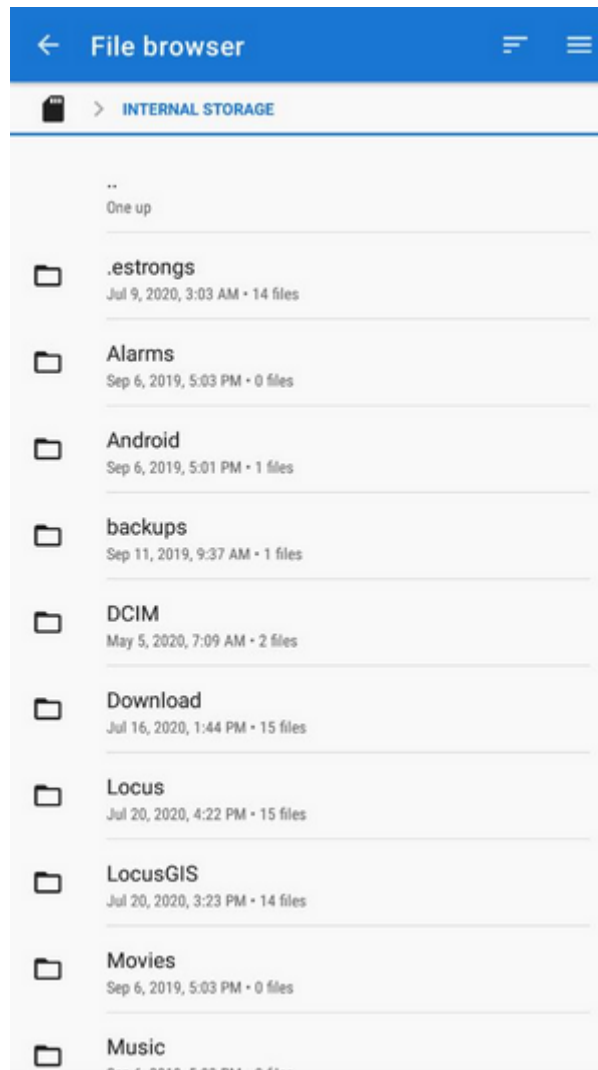 File browser
INTERNAL STORAGE
..
One up
.estrongs
Jul 9, 2020, 3:03 AM • 14 files
Alarms
Sep 6, 2019, 5:03 PM • 0 files
Android
Sep 6, 2019, 5:01 PM • 1 files
backups
Sep 11, 2019, 9:37 AM • 1 files
DCIM
May 5, 2020, 7:09 AM • 2 files
Download
Jul 16, 2020, 1:44 PM • 15 files
Locus
Jul 20, 2020, 4:22 PM • 15 files
LocusGIS
Jul 20, 2020, 3:23 PM • 14 files
Movies
Sep 6, 2019, 5:03 PM • 0 files
Music